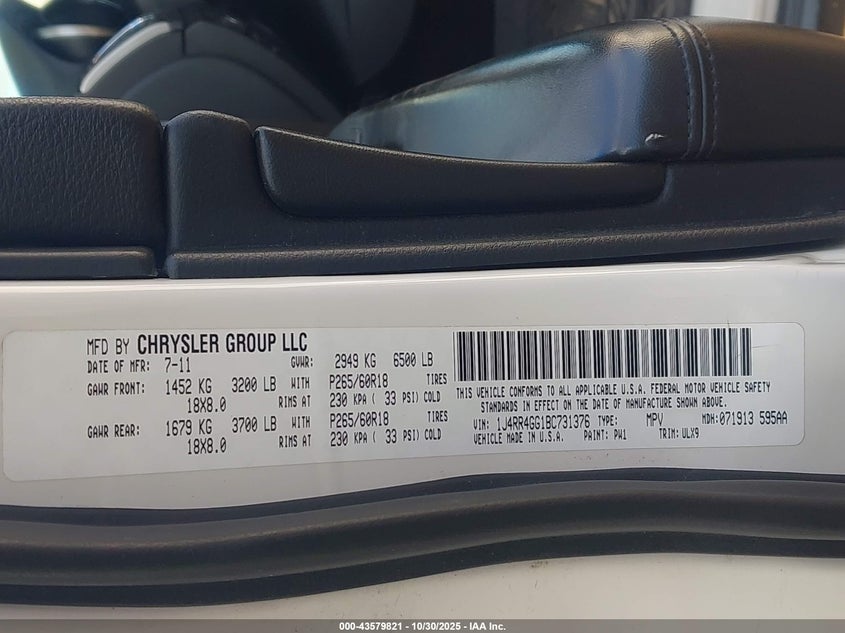 MFD BY CHRYSLER GROUP LLC
DATE OF MFR: 7-11 GVWR: 2949 KG 6500 LB
GAWR FRONT: 1452 KG 3200 LB WITH P265/60R18 TIRES
18X8.0 RIMS AT 230 KPA ( 33 PSI) COLD
GAWR REAR: 1679 KG 3700 LB WITH P265/60R18 TIRES
18X8.0 RIMS AT 230 KPA ( 33 PSI) COLD
THIS VEHICLE CONFORMS TO ALL APPLICABLE U.S.A. FEDERAL MOTOR VEHICLE SAFETY
STANDARDS IN EFFECT ON THE DATE OF MANUFACTURE SHOWN ABOVE.
VIN: 1J4RR4GG1BC731376 TYPE: MPV MDH: 071913 595AA
VEHICLE MADE IN U.S.A. PAINT: PW1 TRIM: ULX9
000-43579821 - 10/30/2025 - IAA Inc.